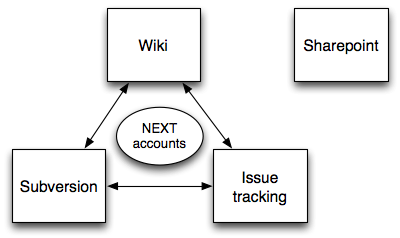 Wiki
Sharepoint
NEXT
accounts
Subversion
Issue
tracking